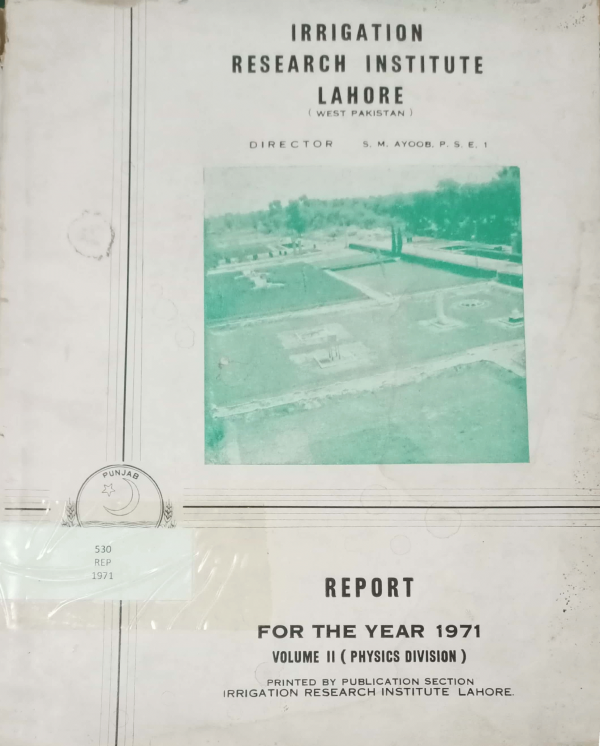 IRRIGATION
RESEARCH INSTITUTE
LAHORE
( WEST PAKISTAN )
DIRECTOR S. M. AYOOB, P. S. E. 1
PUNJAB
530
REP
1971
REPORT
FOR THE YEAR 1971
VOLUME II ( PHYSICS DIVISION )
PRINTED BY PUBLICATION SECTION
IRRIGATION RESEARCH INSTITUTE LAHORE.